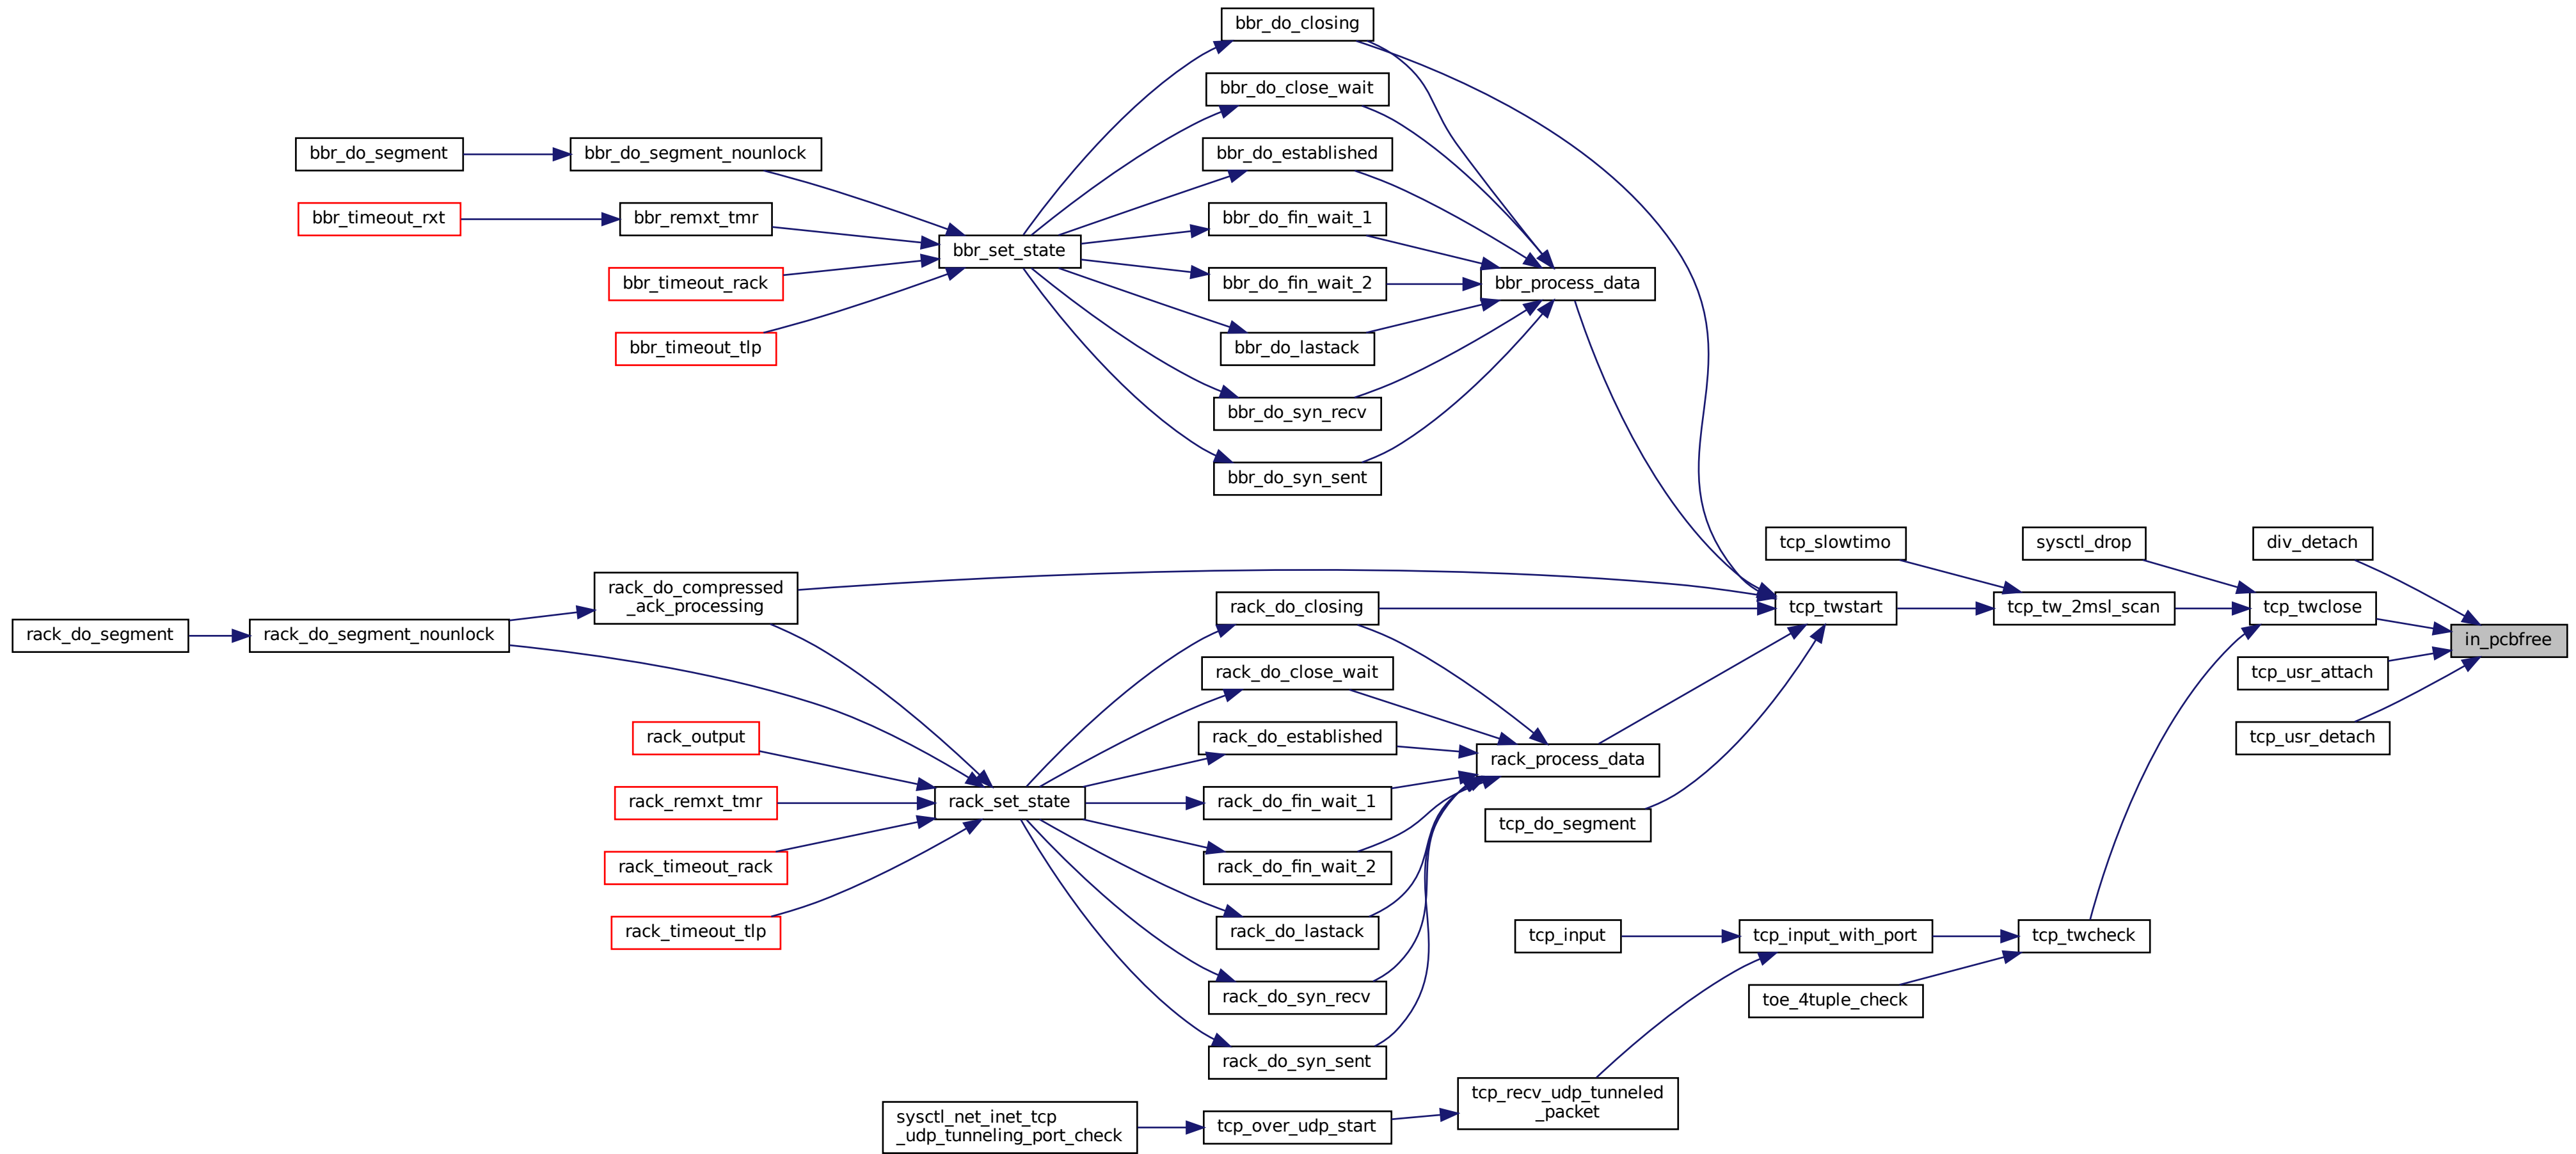 bbr_do_closing
bbr_do_close_wait
bbr_do_segment
bbr_do_segment_nounlock
bbr_do_established
bbr_timeout_rxt
bbr_remxt_tmr
bbr_do_fin_wait_1
bbr_set_state
bbr_timeout_rack
bbr_do_fin_wait_2
bbr_process_data
bbr_timeout_tlp
bbr_do_lastack
bbr_do_syn_recv
bbr_do_syn_sent
tcp_slowtimo
sysctl_drop
div_detach
rack_do_compressed
_ack_processing
rack_do_closing
tcp_twstart
tcp_tw_2msl_scan
tcp_twclose
rack_do_segment
rack_do_segment_nounlock
in_pcbfree
rack_do_close_wait
tcp_usr_attach
rack_output
rack_do_established
tcp_usr_detach
rack_process_data
rack_remxt_tmr
rack_set_state
rack_do_fin_wait_1
tcp_do_segment
rack_timeout_rack
rack_do_fin_wait_2
rack_timeout_tlp
rack_do_lastack
tcp_input
tcp_input_with_port
tcp_twcheck
rack_do_syn_recv
toe_4tuple_check
rack_do_syn_sent
tcp_recv_udp_tunneled
_packet
sysctl_net_inet_tcp
_udp_tunneling_port_check
tcp_over_udp_start